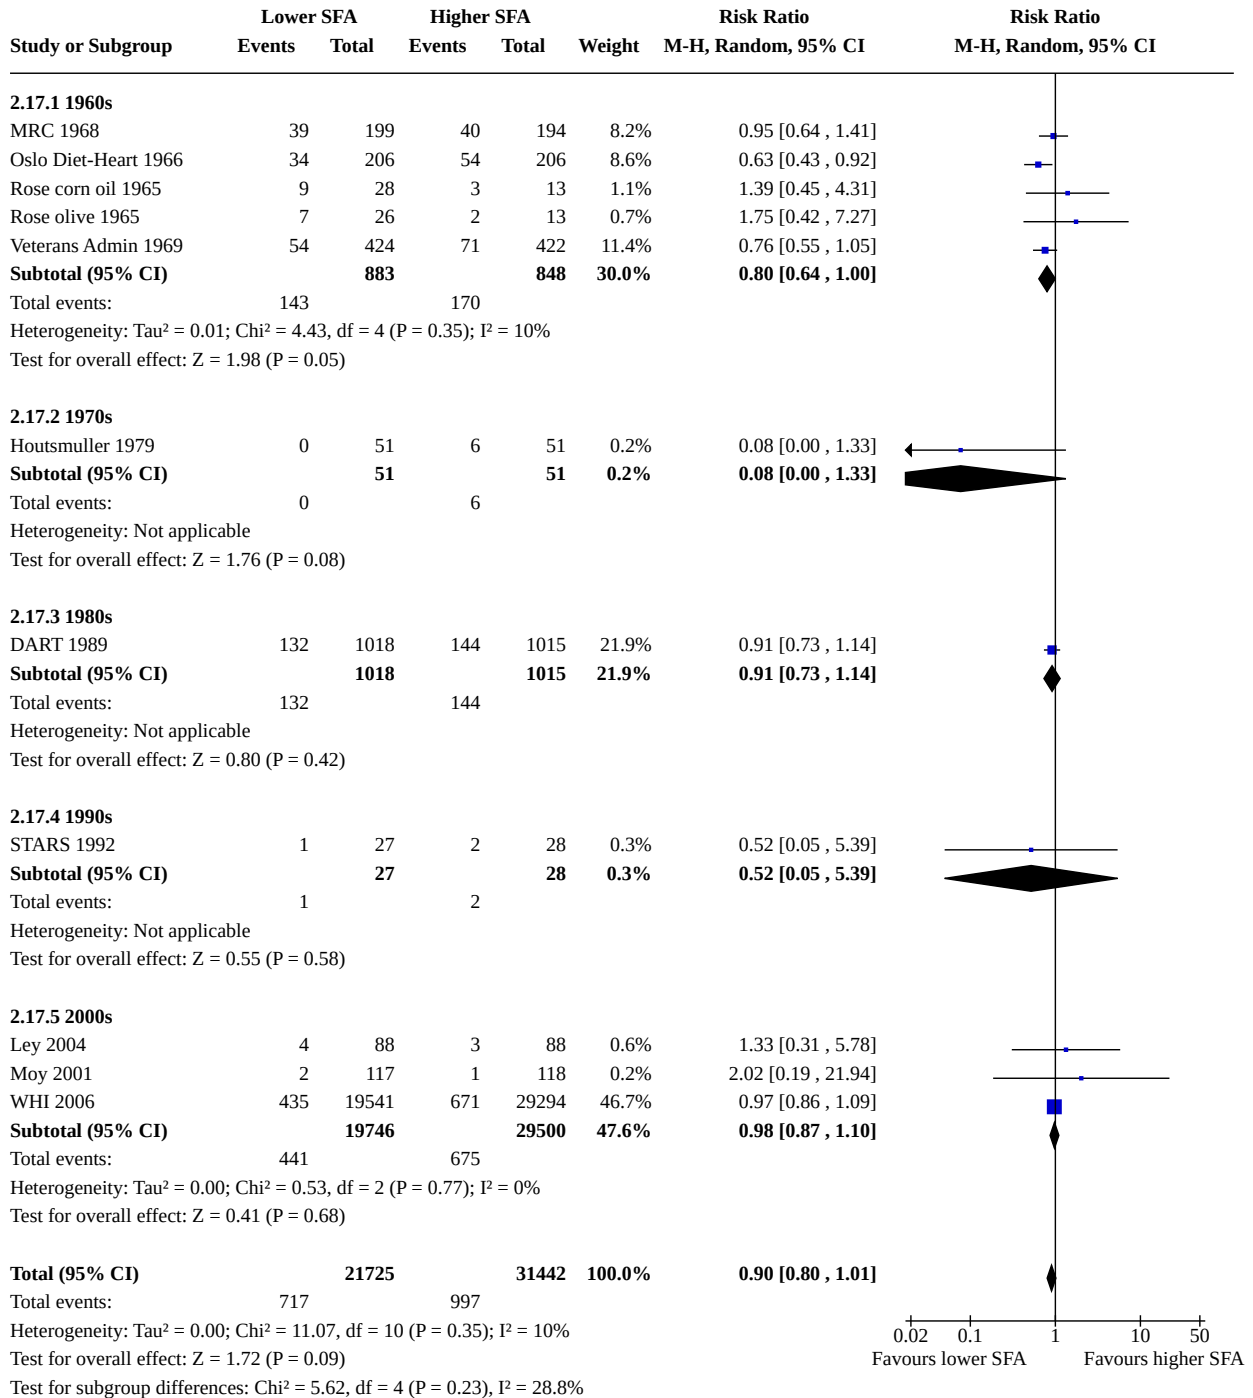 Lower SFA Higher SFA Risk Ratio Risk Ratio
Study or Subgroup Events Total Events Total Weight M-H, Random, 95% CI M-H, Random, 95% CI
2.17.1 1960s
MRC 1968 39 199 40 194 8.2% 0.95 [0.64 , 1.41]
Oslo Diet-Heart 1966 34 206 54 206 8.6% 0.63 [0.43 , 0.92]
Rose corn oil 1965 9 28 3 13 1.1% 1.39 [0.45 , 4.31]
Rose olive 1965 7 26 2 13 0.7% 1.75 [0.42 , 7.27]
Veterans Admin 1969 54 424 71 422 11.4% 0.76 [0.55 , 1.05]
Subtotal (95% CI) 883 848 30.0% 0.80 [0.64 , 1.00]
Total events: 143 170
Heterogeneity: Tau² = 0.01; Chi² = 4.43, df = 4 (P = 0.35); I² = 10%
Test for overall effect: Z = 1.98 (P = 0.05)
2.17.2 1970s
Houtsmuller 1979 0 51 6 51 0.2% 0.08 [0.00 , 1.33]
Subtotal (95% CI) 51 51 0.2% 0.08 [0.00 , 1.33]
Total events: 0 6
Heterogeneity: Not applicable
Test for overall effect: Z = 1.76 (P = 0.08)
2.17.3 1980s
DART 1989 132 1018 144 1015 21.9% 0.91 [0.73 , 1.14]
Subtotal (95% CI) 1018 1015 21.9% 0.91 [0.73 , 1.14]
Total events: 132 144
Heterogeneity: Not applicable
Test for overall effect: Z = 0.80 (P = 0.42)
2.17.4 1990s
STARS 1992 1 27 2 28 0.3% 0.52 [0.05 , 5.39]
Subtotal (95% CI) 27 28 0.3% 0.52 [0.05 , 5.39]
Total events: 1 2
Heterogeneity: Not applicable
Test for overall effect: Z = 0.55 (P = 0.58)
2.17.5 2000s
Ley 2004 4 88 3 88 0.6% 1.33 [0.31 , 5.78]
Moy 2001 2 117 1 118 0.2% 2.02 [0.19 , 21.94]
WHI 2006 435 19541 671 29294 46.7% 0.97 [0.86 , 1.09]
Subtotal (95% CI) 19746 29500 47.6% 0.98 [0.87 , 1.10]
Total events: 441 675
Heterogeneity: Tau² = 0.00; Chi² = 0.53, df = 2 (P = 0.77); I² = 0%
Test for overall effect: Z = 0.41 (P = 0.68)
Total (95% CI) 21725 31442 100.0% 0.90 [0.80 , 1.01]
Total events: 717 997
Heterogeneity: Tau² = 0.00; Chi² = 11.07, df = 10 (P = 0.35); I² = 10% 0.02 0.1 1 10 50
Test for overall effect: Z = 1.72 (P = 0.09) Favours lower SFA Favours higher SFA
Test for subgroup differences: Chi² = 5.62, df = 4 (P = 0.23), I² = 28.8%